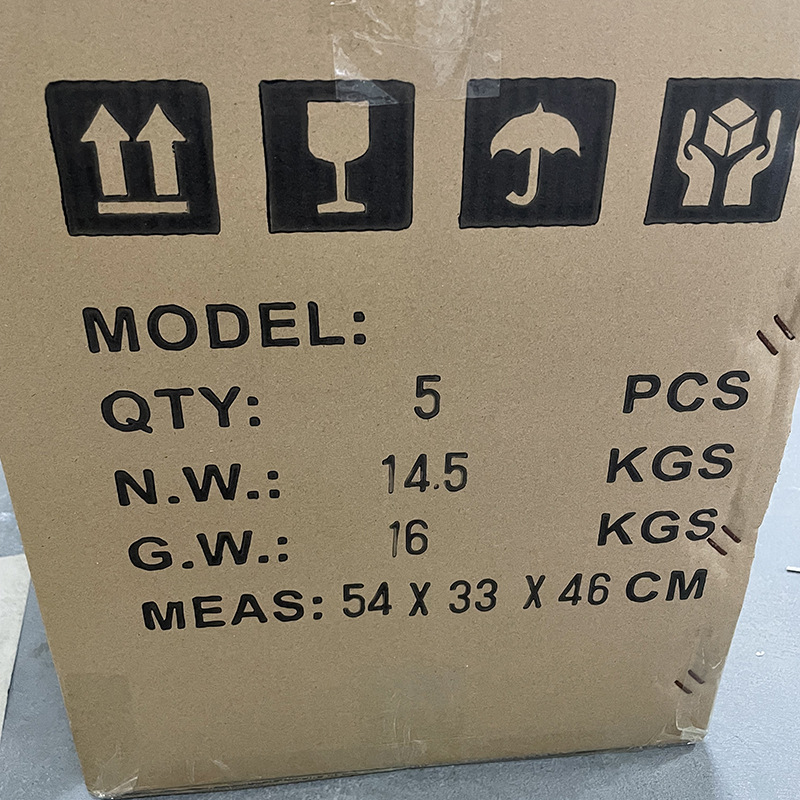 MODEL:
QTY: 5 PCS
N.W.: 14.5 KGS
G.W.: 16 KGS
MEAS: 54 X 33 X 46 CM